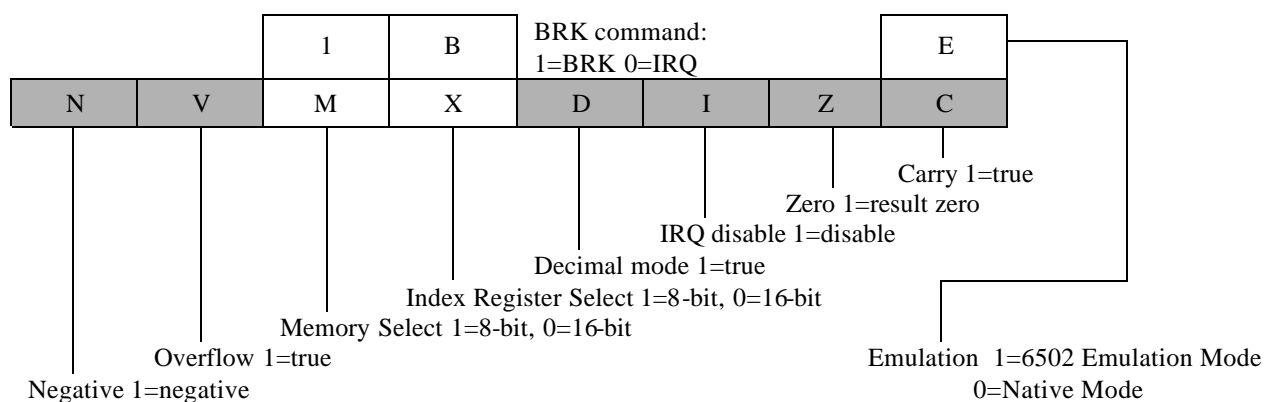 1 B BRK command: E
1=BRK 0=IRQ
N V M X D I Z C
Carry 1=true
Zero 1=result zero
IRQ disable 1=disable
Decimal mode 1=true
Index Register Select 1=8-bit, 0=16-bit
Memory Select 1=8-bit, 0=16-bit
Overflow 1=true
Emulation 1=6502 Emulation Mode
Negative 1=negative
0=Native Mode